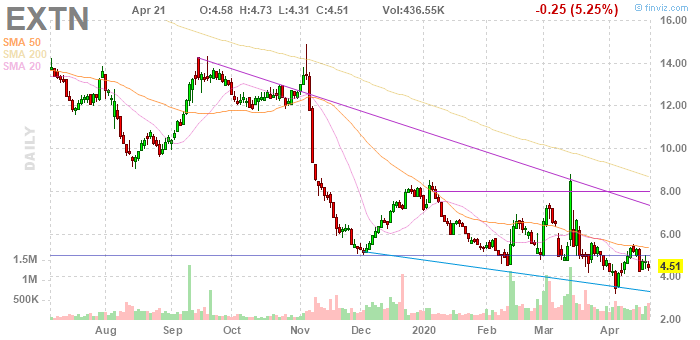 EXTN
Apr 21 O:4.58 H:4.73 L:4.31 C:4.51 Vol:436.55K -0.25 (5.25%)
© finviz.com
SMA 50
SMA 200
SMA 20
DAILY
16.00
14.00
12.00
10.00
8.00
6.00
4.51
4.00
2.00
1.5M
1M
500K
Aug Sep Oct Nov Dec 2020 Feb Mar Apr